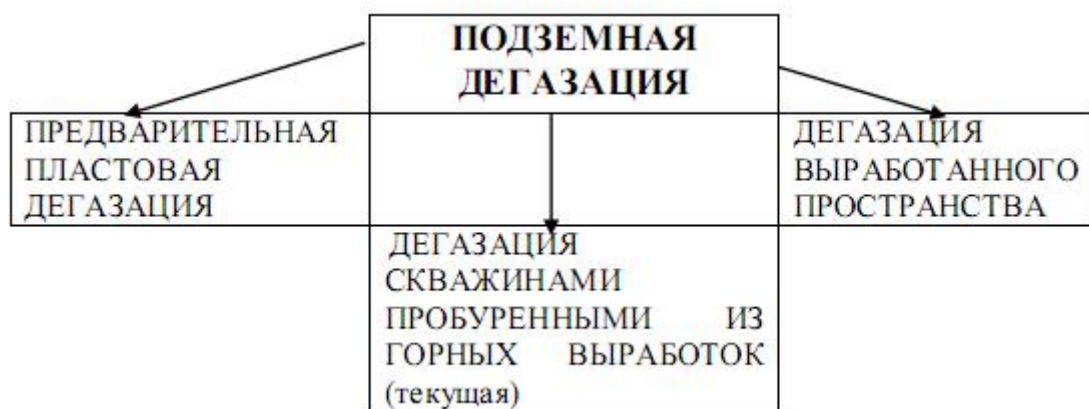 ПОДЗЕМНАЯ
ДЕГАЗАЦИЯ
ПРЕДВАРИТЕЛЬНАЯ
ПЛАСТОВАЯ
ДЕГАЗАЦИЯ
ДЕГАЗАЦИЯ
ВЫРАБОТАННОГО
ПРОСТРАНСТВА
ДЕГАЗАЦИЯ
СКВАЖИНАМИ
ПРОБУРЕННЫМИ ИЗ
ГОРНЫХ ВЫРАБОТОК
(текущая)